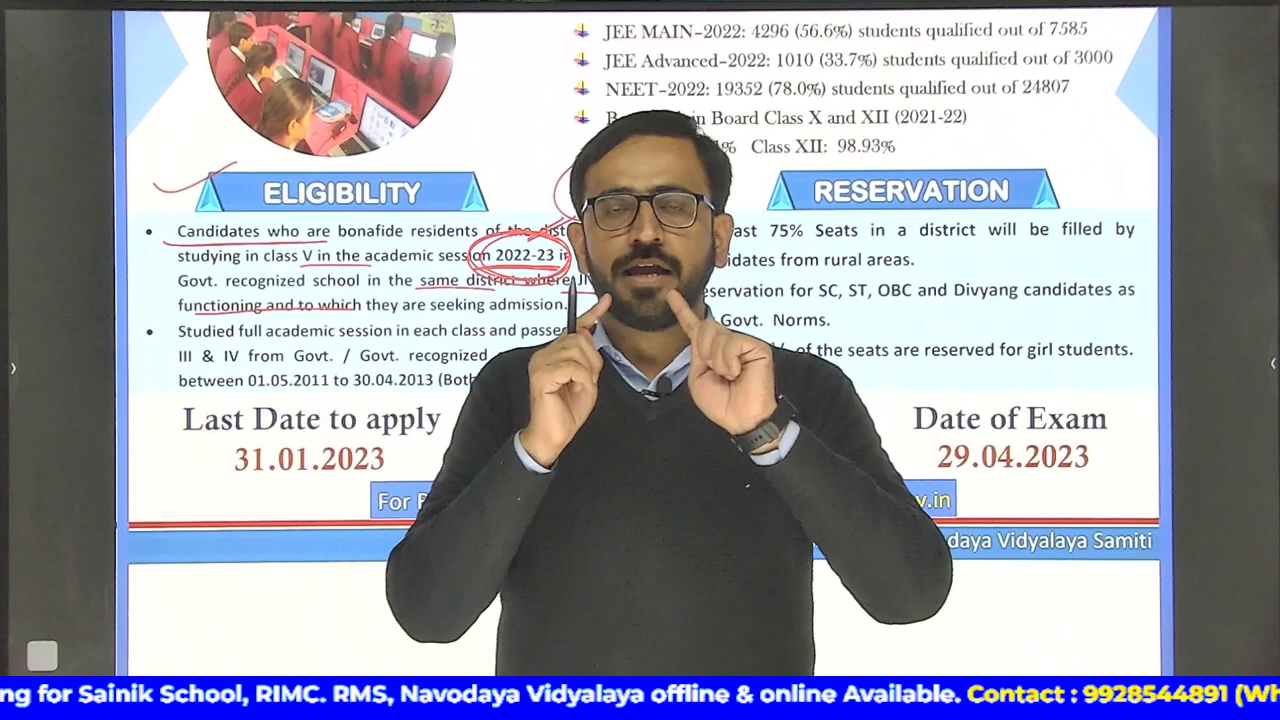 JEE MAIN-2022: 4296 (56.6%) students qualified out of 7585
JEE Advanced-2022: 1010 (33.7%) students qualified out of 3000
NEET-2022: 19352 (78.0%) students qualified out of 24807
in Board Class X and XII (2021-22)
Class XII: 98.93%
ELIGIBILITY
Candidates who are bonafide residents of the
studying in class V in the academic session 2022-23
Govt. recognized school in the same district where
functioning and to which they are seeking admission.
Studied full academic session in each class and
III & IV from Govt. / Govt. recognized
between 01.05.2011 to 30.04.2013
RESERVATION
75% Seats in a district will be filled by
from rural areas.
for SC, ST, OBC and Divyang candidates as
Govt. Norms.
of the seats are reserved for girl students.
Last Date to apply
31.01.2023
Date of Exam
29.04.2023
For
Vidyalaya Samiti
for Sainik School, RIMC. RMS, Navodaya Vidyalaya offline & online Available. Contact : 9928544891